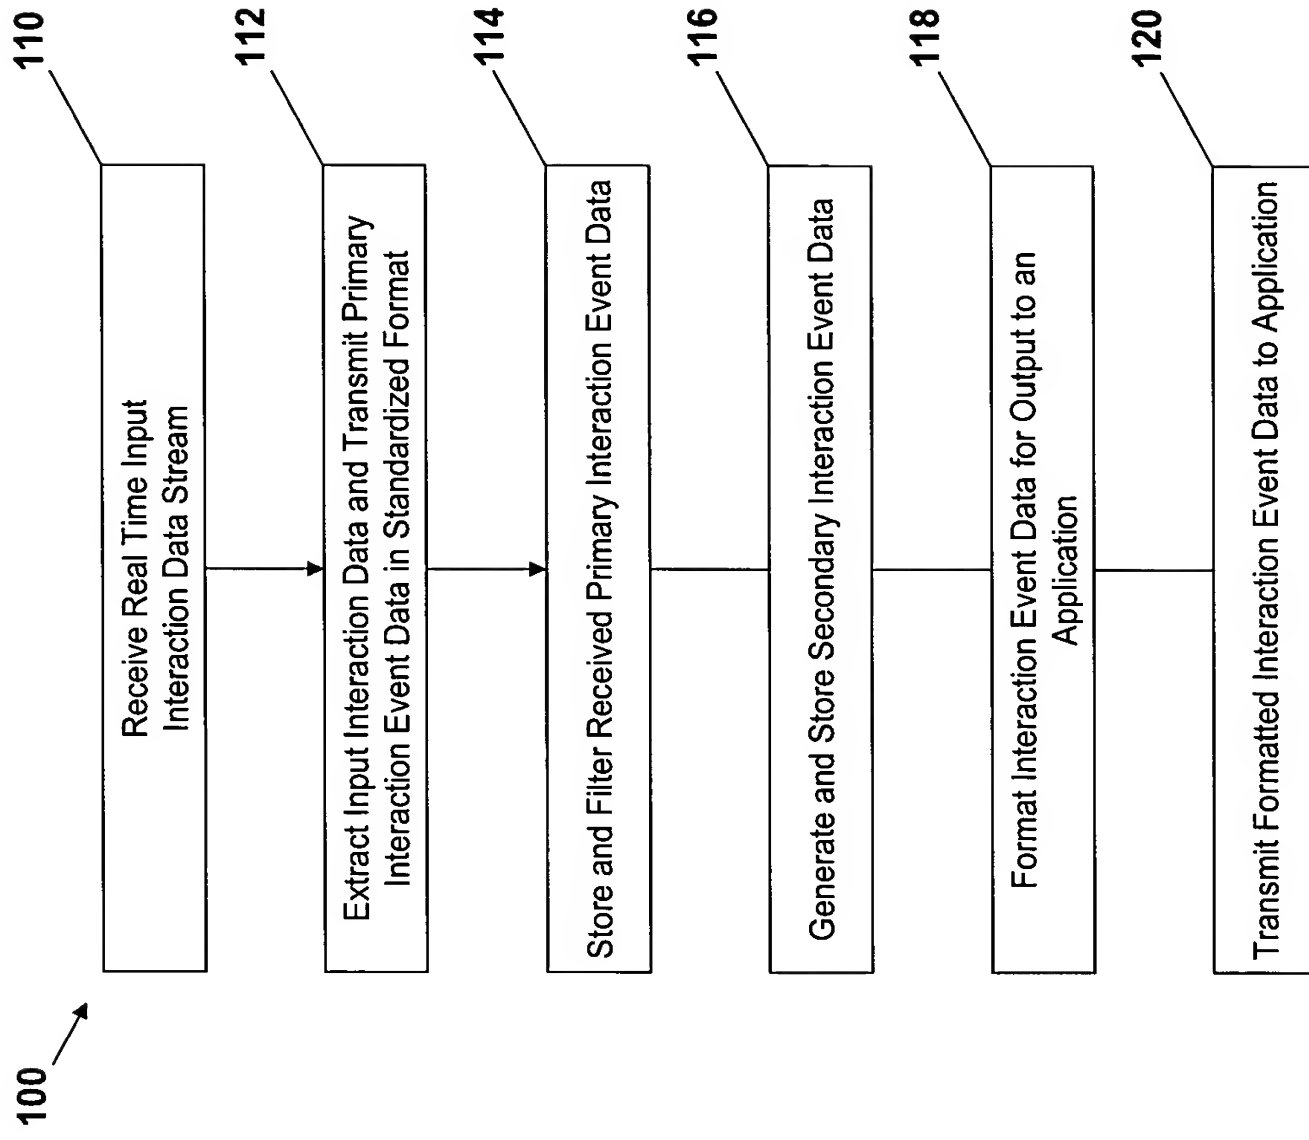 100
110
Receive Real Time Input
Interaction Data Stream
112
Extract Input Interaction Data and Transmit Primary
Interaction Event Data in Standardized Format
114
Store and Filter Received Primary Interaction Event Data
116
Generate and Store Secondary Interaction Event Data
118
Format Interaction Event Data for Output to an
Application
120
Transmit Formatted Interaction Event Data to Application